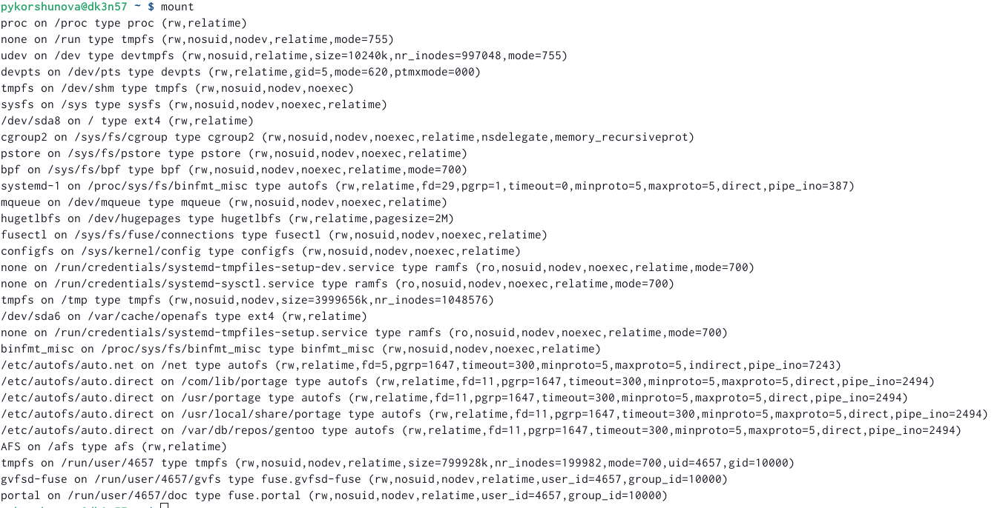 pykorshunova@dk3n57 ~ $ mount
proc on /proc type proc (rw,relatime)
none on /run type tmpfs (rw,nosuid,nodev,relatime,mode=755)
udev on /dev type devtmpfs (rw,nosuid,relatime,size=10240k,nr_inodes=997048,mode=755)
devpts on /dev/pts type devpts (rw,relatime,gid=5,mode=620,ptmxmode=000)
tmpfs on /dev/shm type tmpfs (rw,nosuid,nodev,noexec)
sysfs on /sys type sysfs (rw,nosuid,nodev,noexec,relatime)
/dev/sda8 on / type ext4 (rw,relatime)
cgroup2 on /sys/fs/cgroup type cgroup2 (rw,nosuid,nodev,noexec,relatime,nsdelegate,memory_recursiveprot)
pstore on /sys/fs/pstore type pstore (rw,nosuid,nodev,noexec,relatime)
bpf on /sys/fs/bpf type bpf (rw,nosuid,nodev,noexec,relatime,mode=700)
systemd-1 on /proc/sys/fs/binfmt_misc type autofs (rw,relatime,fd=29,pgrp=1,timeout=0,minproto=5,maxproto=5,direct,pipe_ino=387)
mqueue on /dev/mqueue type mqueue (rw,nosuid,nodev,noexec,relatime)
hugetlbfs on /dev/hugepages type hugetlbfs (rw,relatime,pagesize=2M)
fusectl on /sys/fs/fuse/connections type fusectl (rw,nosuid,nodev,noexec,relatime)
configfs on /sys/kernel/config type configfs (rw,nosuid,nodev,noexec,relatime)
none on /run/credentials/systemd-tmpfiles-setup-dev.service type ramfs (ro,nosuid,nodev,noexec,relatime,mode=700)
none on /run/credentials/systemd-sysctl.service type ramfs (ro,nosuid,nodev,noexec,relatime,mode=700)
tmpfs on /tmp type tmpfs (rw,nosuid,nodev,size=3999656k,nr_inodes=1048576)
/dev/sda6 on /var/cache/openafs type ext4 (rw,relatime)
none on /run/credentials/systemd-tmpfiles-setup.service type ramfs (ro,nosuid,nodev,noexec,relatime,mode=700)
binfmt_misc on /proc/sys/fs/binfmt_misc type binfmt_misc (rw,nosuid,nodev,noexec,relatime)
/etc/autofs/auto.net on /net type autofs (rw,relatime,fd=5,pgrp=1647,timeout=300,minproto=5,maxproto=5,indirect,pipe_ino=7243)
/etc/autofs/auto.direct on /com/lib/portage type autofs (rw,relatime,fd=11,pgrp=1647,timeout=300,minproto=5,maxproto=5,direct,pipe_ino=2494)
/etc/autofs/auto.direct on /usr/portage type autofs (rw,relatime,fd=11,pgrp=1647,timeout=300,minproto=5,maxproto=5,direct,pipe_ino=2494)
/etc/autofs/auto.direct on /usr/local/share/portage type autofs (rw,relatime,fd=11,pgrp=1647,timeout=300,minproto=5,maxproto=5,direct,pipe_ino=2494)
/etc/autofs/auto.direct on /var/db/repos/gentoo type autofs (rw,relatime,fd=11,pgrp=1647,timeout=300,minproto=5,maxproto=5,direct,pipe_ino=2494)
AFS on /afs type afs (rw,relatime)
tmpfs on /run/user/4657 type tmpfs (rw,nosuid,nodev,relatime,size=799928k,nr_inodes=199982,mode=700,uid=4657,gid=10000)
gvfsd-fuse on /run/user/4657/gvfs type fuse.gvfsd-fuse (rw,nosuid,nodev,relatime,user_id=4657,group_id=10000)
portal on /run/user/4657/doc type fuse.portal (rw,nosuid,nodev,relatime,user_id=4657,group_id=10000)